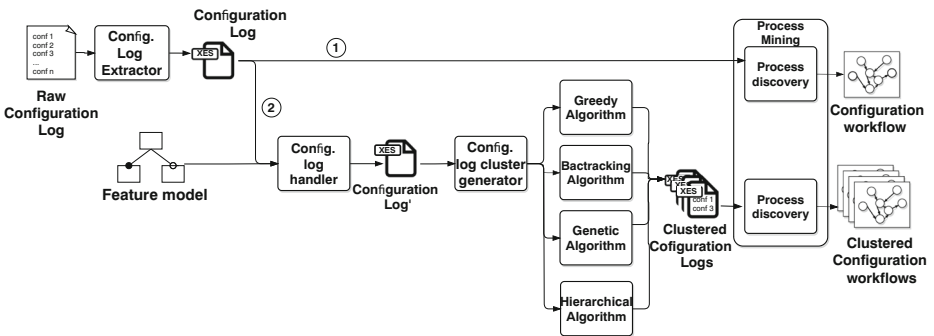 conf 1
conf 2
conf 3
...
conf n
Raw
Configuration
Log
Config.
Log
Extractor
XES
Configuration
Log
1
2
Feature model
Config.
log
handler
XES
Configuration
Log'
Config.
log cluster
generator
Greedy
Algorithm
Bactracking
Algorithm
Genetic
Algorithm
Hierarchical
Algorithm
XES
XES
XES
conf 1
conf 3
Clustered
Cofiguration
Logs
Process
Mining
Process
discovery
Process
discovery
Configuration
workflow
Clustered
Configuration
workflows